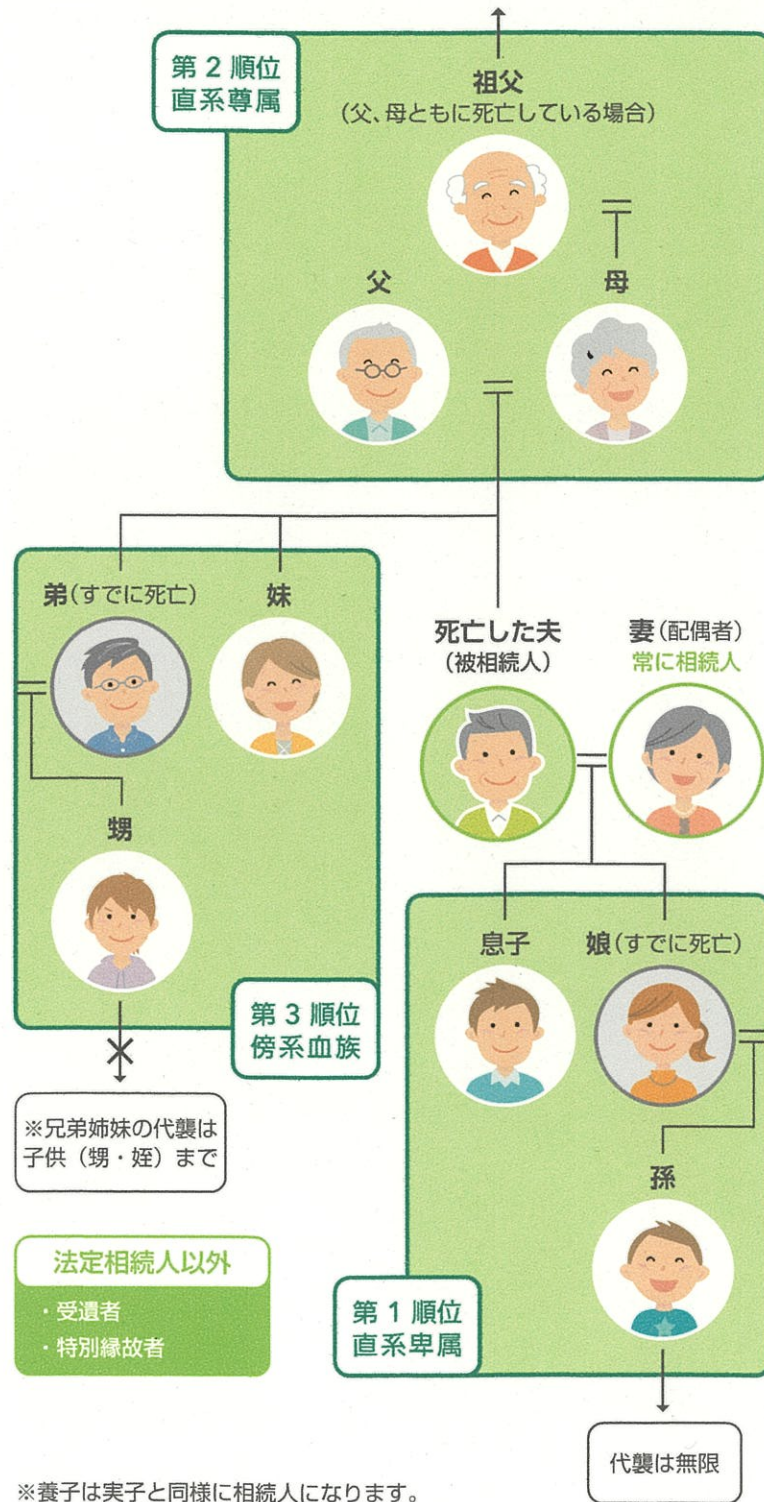 第2順位
直系尊属
祖父
(父、母ともに死亡している場合)
父
母
弟(すでに死亡)
妹
死亡した夫
(被相続人)
妻(配偶者)
常に相続人
甥
息子
娘(すでに死亡)
第3順位
傍系血族
※兄弟姉妹の代襲は
子供(甥・姪)まで
孫
法定相続人以外
・受遺者
・特別縁故者
第1順位
直系卑属
代襲は無限
※養子は実子と同様に相続人になります。